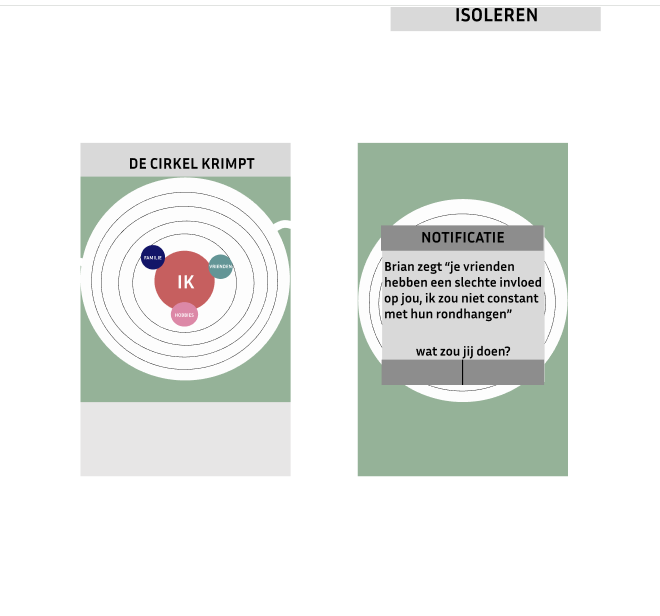 ISOLEREN
DE CIRKEL KRIMPT
FAMILIE
VRIENDEN
IK
HOBBIES
NOTIFICATIE
Brian zegt “je vrienden
hebben een slechte invloed
op jou, ik zou niet constant
met hun rondhangen”
wat zou jij doen?